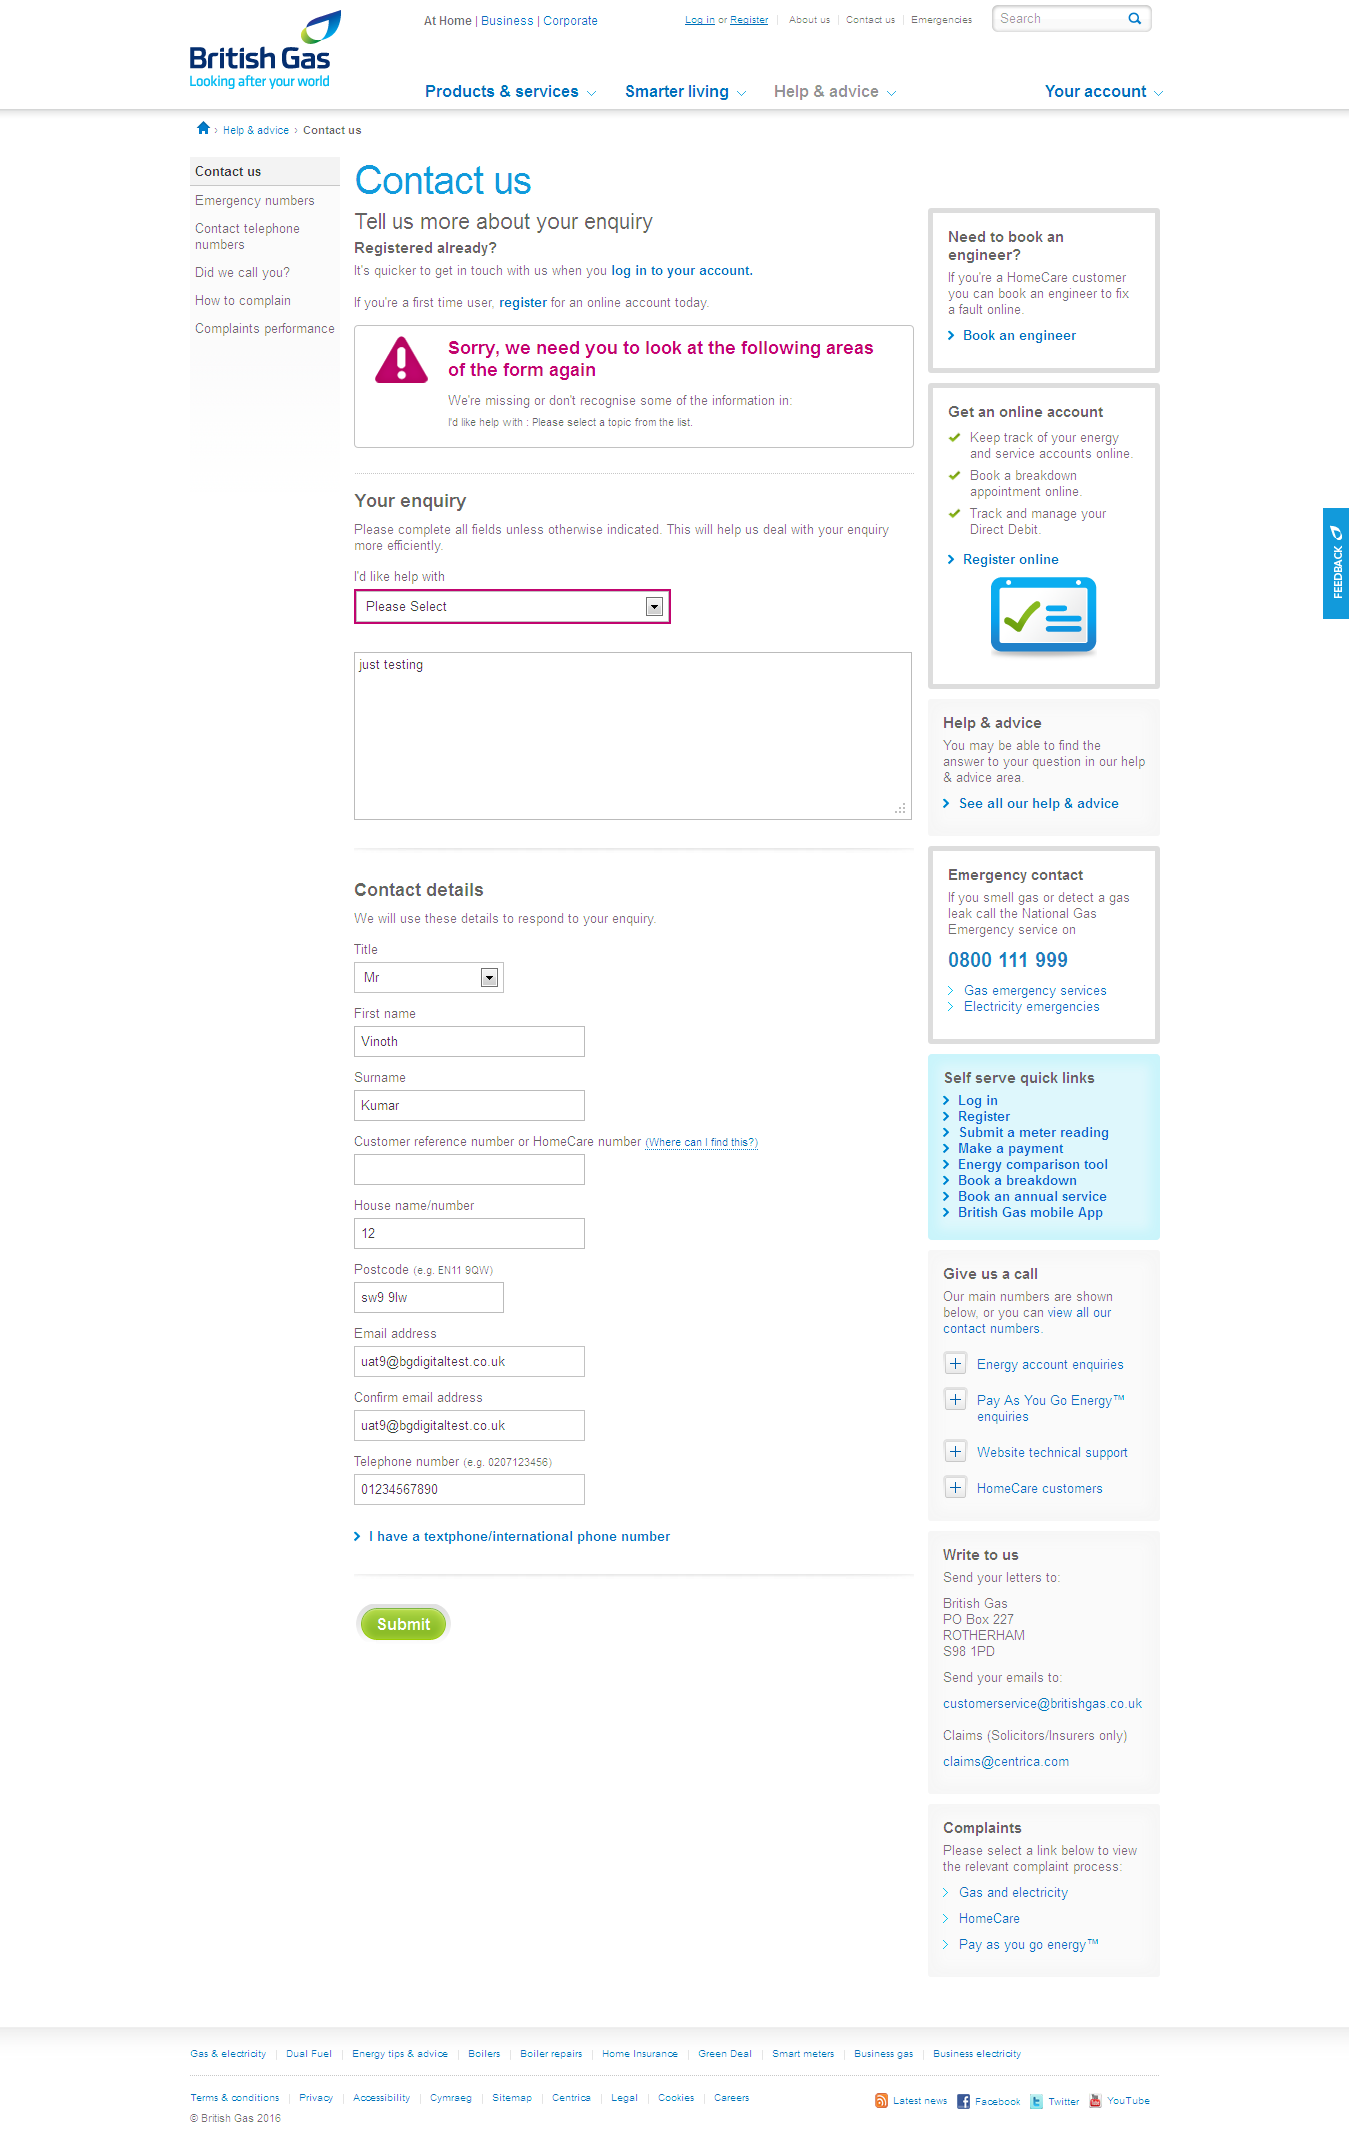 British Gas
Looking after your world
At Home | Business | Corporate
Log in or Register
About us
Contact us
Emergencies
Search
Products & services
Smarter living
Help & advice
Your account
› Help & advice › Contact us
Contact us
Emergency numbers
Contact telephone
numbers
Did we call you?
How to complain
Complaints performance
Contact us
Tell us more about your enquiry
Registered already?
It's quicker to get in touch with us when you log in to your account.
If you're a first time user, register for an online account today.
Sorry, we need you to look at the following areas
of the form again
We're missing or don't recognise some of the information in:
I'd like help with : Please select a topic from the list.
Your enquiry
Please complete all fields unless otherwise indicated. This will help us deal with your enquiry
more efficiently.
I'd like help with
Please Select
just testing
Contact details
We will use these details to respond to your enquiry.
Title
Mr
First name
Vinoth
Surname
Kumar
Customer reference number or HomeCare number (Where can I find this?)
House name/number
12
Postcode (e.g. EN11 9QW)
sw9 9lw
Email address
uat9@bgdigitaltest.co.uk
Confirm email address
uat9@bgdigitaltest.co.uk
Telephone number (e.g. 0207123456)
01234567890
I have a textphone/international phone number
Submit
Need to book an
engineer?
If you're a HomeCare customer
you can book an engineer to fix
a fault online.
Book an engineer
Get an online account
Keep track of your energy
and service accounts online.
Book a breakdown
appointment online.
Track and manage your
Direct Debit.
Register online
FEEDBACK
Help & advice
You may be able to find the
answer to your question in our help
& advice area.
See all our help & advice
Emergency contact
If you smell gas or detect a gas
leak call the National Gas
Emergency service on
0800 111 999
Gas emergency services
Electricity emergencies
Self serve quick links
Log in
Register
Submit a meter reading
Make a payment
Energy comparison tool
Book a breakdown
Book an annual service
British Gas mobile App
Give us a call
Our main numbers are shown
below, or you can view all our
contact numbers.
Energy account enquiries
Pay As You Go Energy™
enquiries
Website technical support
HomeCare customers
Write to us
Send your letters to:
British Gas
PO Box 227
ROTHERHAM
S98 1PD
Send your emails to:
customerservice@britishgas.co.uk
Claims (Solicitors/Insurers only)
claims@centrica.com
Complaints
Please select a link below to view
the relevant complaint process:
Gas and electricity
HomeCare
Pay as you go energy™
Gas & electricity
Dual Fuel
Energy tips & advice
Boilers
Boiler repairs
Home Insurance
Green Deal
Smart meters
Business gas
Business electricity
Terms & conditions
Privacy
Accessibility
Cymraeg
Sitemap
Centrica
Legal
Cookies
Careers
Latest news
Facebook
Twitter
YouTube
© British Gas 2016